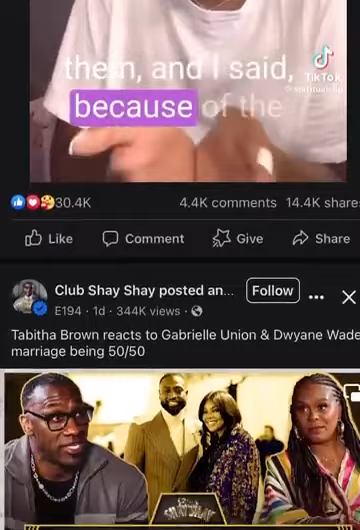 them, and I said,
because of the
TikTok
30.4K
4.4K comments
14.4K share
Like
Comment
Give
Share
Club Shay Shay posted an...
Follow
E194 · 1d · 344K views ·
Tabitha Brown reacts to Gabrielle Union & Dwyane Wade
marriage being 50/50